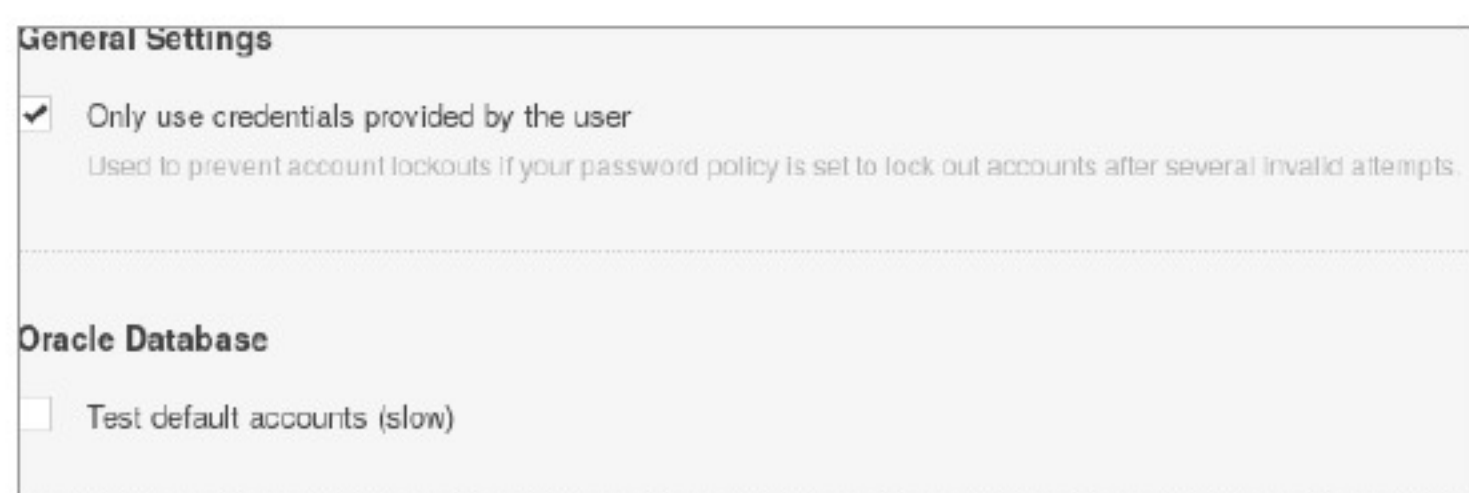 General Settings
Only use credentials provided by the user
Used to prevent account lockouts if your password policy is set to lock out accounts after several invalid attempts.
Oracle Database
Test default accounts (slow)